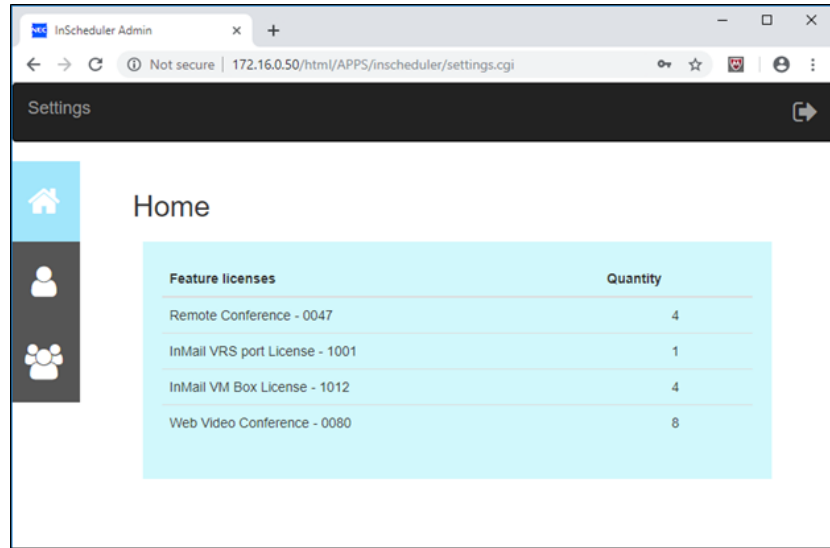 NEC InScheduler Admin
Not secure | 172.16.0.50/html/APPS/inscheduler/settings.cgi
Settings
Home
Feature licenses Quantity
Remote Conference - 0047 4
InMail VRS port License - 1001 1
InMail VM Box License - 1012 4
Web Video Conference - 0080 8